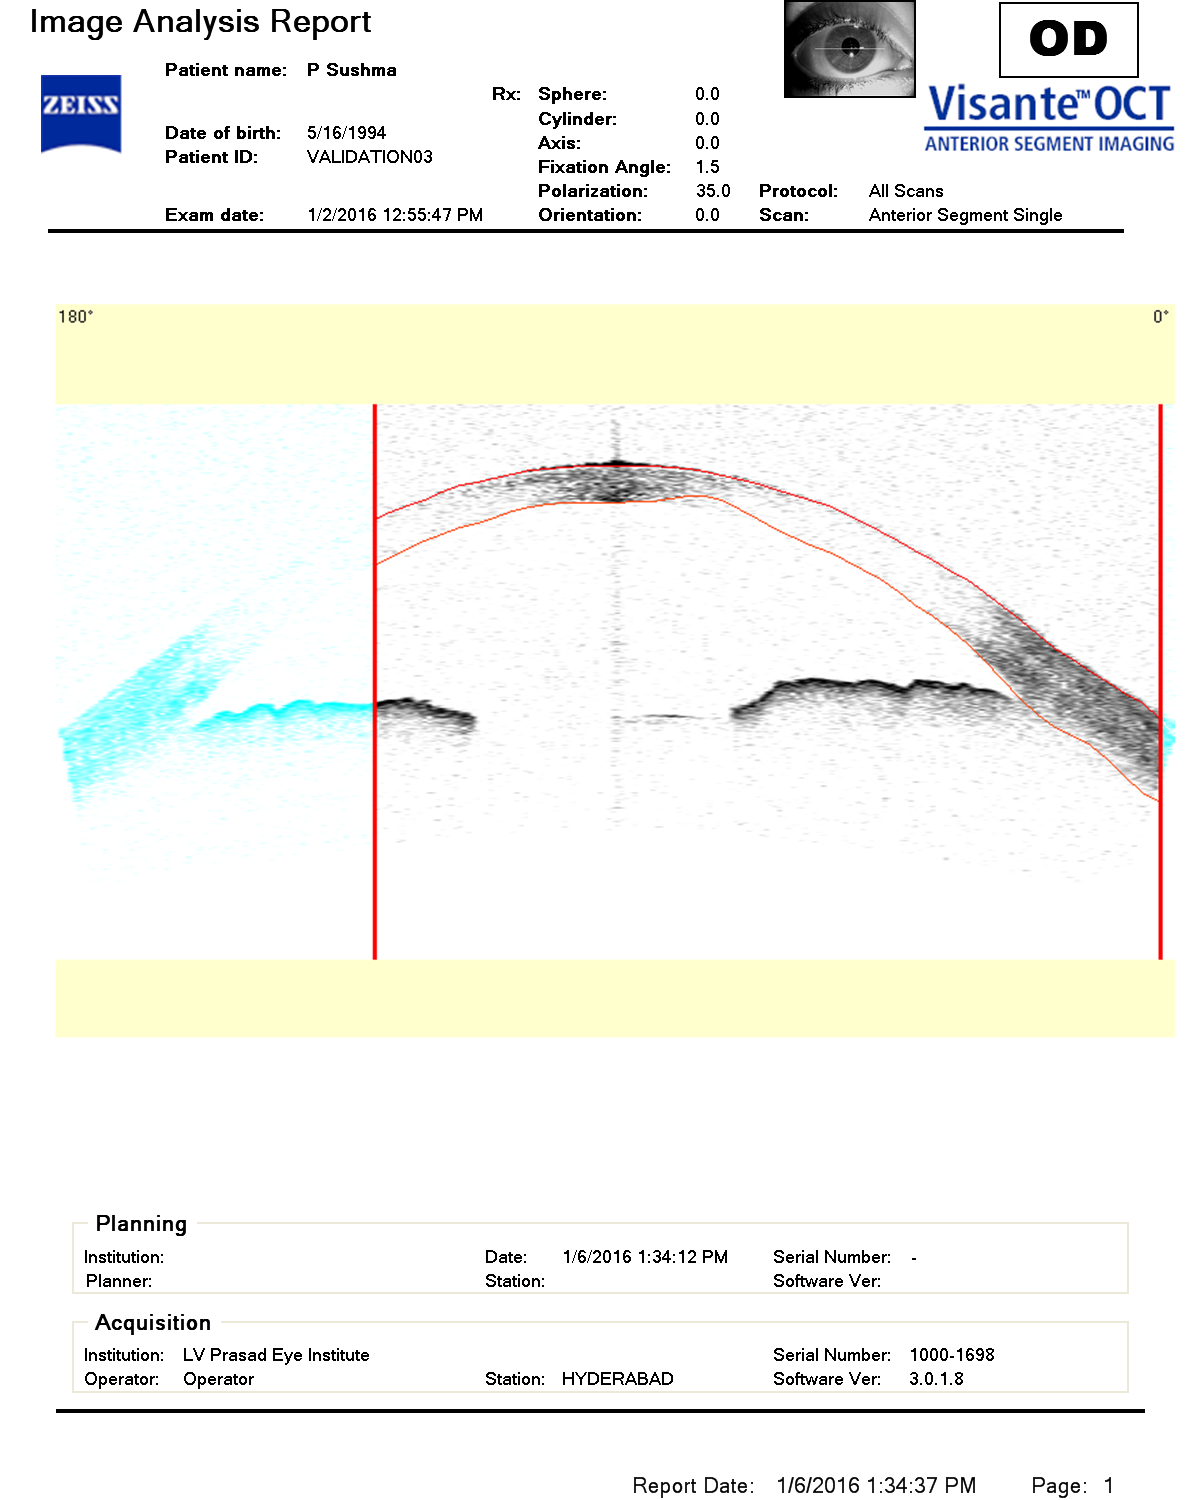 Image Analysis Report
OD
ZEISS
Patient name: P Sushma
Rx: Sphere: 0.0
Visante™ OCT
Cylinder: 0.0
Date of birth: 5/16/1994
Axis: 0.0
ANTERIOR SEGMENT IMAGING
Patient ID: VALIDATION03
Fixation Angle: 1.5
Polarization: 35.0 Protocol: All Scans
Exam date: 1/2/2016 12:55:47 PM Orientation: 0.0 Scan: Anterior Segment Single
180° 0°
Planning
Institution: Date: 1/6/2016 1:34:12 PM Serial Number: -
Planner: Station: Software Ver:
Acquisition
Institution: LV Prasad Eye Institute Serial Number: 1000-1698
Operator: Operator Station: HYDERABAD Software Ver: 3.0.1.8
Report Date: 1/6/2016 1:34:37 PM Page: 1